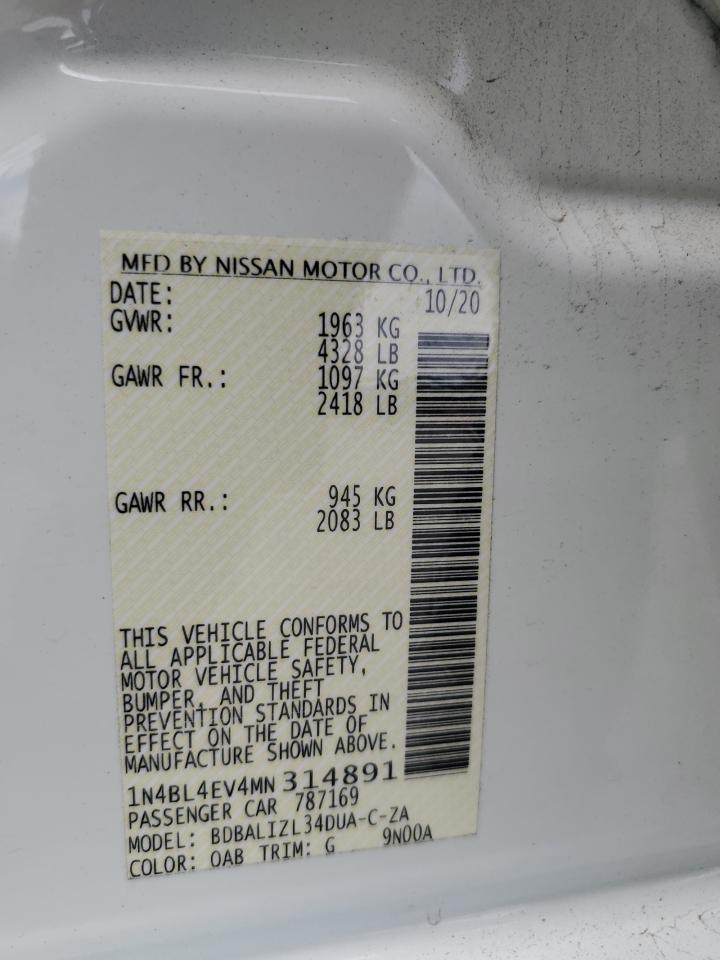 MFD BY NISSAN MOTOR CO., LTD.
DATE: 10/20
GVWR: 1963 KG
4328 LB
GAWR FR.: 1097 KG
2418 LB
GAWR RR.: 945 KG
2083 LB
THIS VEHICLE CONFORMS TO
ALL APPLICABLE FEDERAL
MOTOR VEHICLE SAFETY,
BUMPER, AND THEFT
PREVENTION STANDARDS IN
EFFECT ON THE DATE OF
MANUFACTURE SHOWN ABOVE.
1N4BL4EV4MN 314891
PASSENGER CAR 787169
MODEL: BDBALIZL34DUA-C-ZA
COLOR: QAB TRIM: G 9N00A